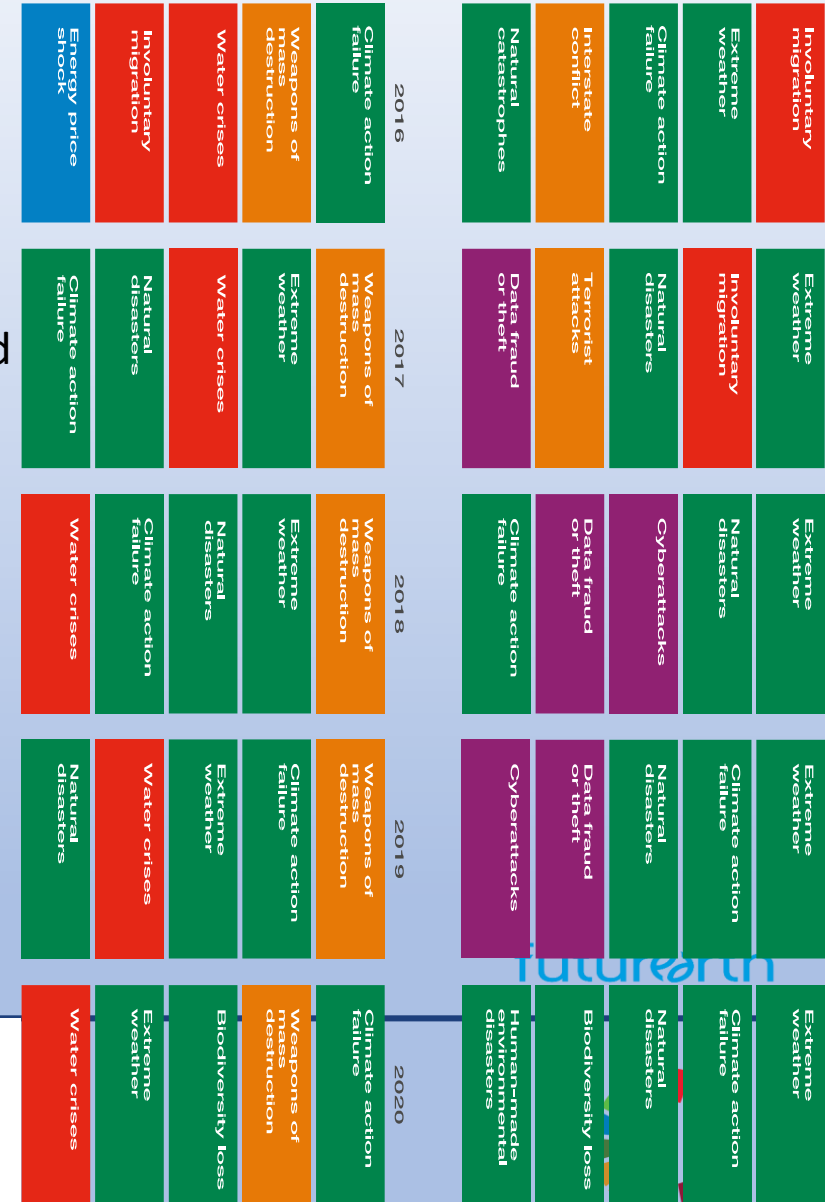 Involuntary
migration
Extreme
weather
Extreme
weather
Extreme
weather
Extreme
weather
Extreme
weather
Involuntary
migration
Natural
disasters
Climate action
failure
Climate action
failure
Climate action
failure
Natural
disasters
Cyberattacks
Natural
disasters
Natural
disasters
Interstate
conflict
Terrorist
attacks
Data fraud
or theft
Data fraud
or theft
Biodiversity loss
Natural
catastrophes
Data fraud
or theft
Climate action
failure
Cyberattacks
Human-made
environmental
disasters
2016
2017
2018
2019
2020
Climate action
failure
Weapons of
mass
destruction
Weapons of
mass
destruction
Weapons of
mass
destruction
Climate action
failure
Weapons of
mass
destruction
Extreme
weather
Extreme
weather
Climate action
failure
Weapons of
mass
destruction
Water crises
Water crises
Natural
disasters
Extreme
weather
Biodiversity loss
Involuntary
migration
Natural
disasters
Climate action
failure
Water crises
Extreme
weather
Energy price
shock
Climate action
failure
Water crises
Natural
disasters
Water crises
d
futurearth